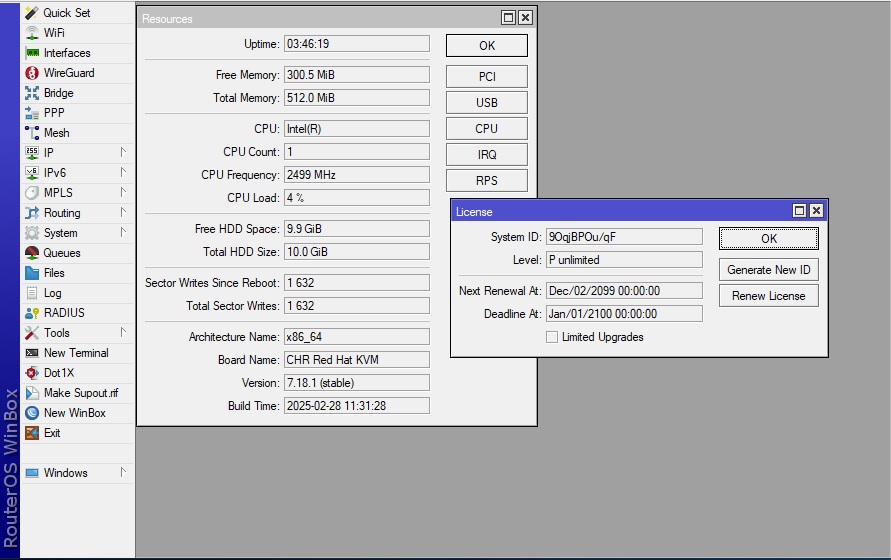 RouterOS WinBox
Quick Set
WiFi
Interfaces
WireGuard
Bridge
PPP
Mesh
IP
IPv6
MPLS
Routing
System
Queues
Files
Log
RADIUS
Tools
New Terminal
Dot1X
Make Supout.rif
New WinBox
Exit
Windows
Resources
Uptime: 03:46:19
Free Memory: 300.5 MiB
Total Memory: 512.0 MiB
CPU: Intel(R)
CPU Count: 1
CPU Frequency: 2499 MHz
CPU Load: 4 %
Free HDD Space: 9.9 GiB
Total HDD Size: 10.0 GiB
Sector Writes Since Reboot: 1 632
Total Sector Writes: 1 632
Architecture Name: x86_64
Board Name: CHR Red Hat KVM
Version: 7.18.1 (stable)
Build Time: 2025-02-28 11:31:28
OK
PCI
USB
CPU
IRQ
RPS
License
System ID: 9OqjBPOu/qF
Level: P unlimited
Next Renewal At: Dec/02/2099 00:00:00
Deadline At: Jan/01/2100 00:00:00
Limited Upgrades
OK
Generate New ID
Renew License